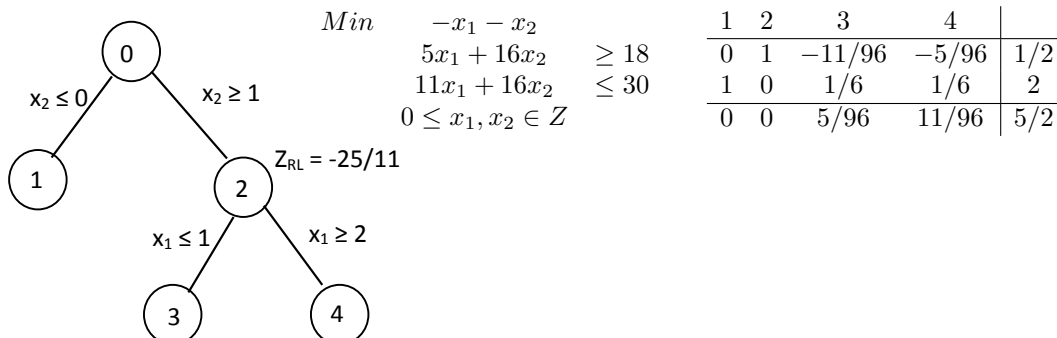 0
x₂ ≤ 0
x₂ ≥ 1
1
2
Z_RL = -25/11
x₁ ≤ 1
x₁ ≥ 2
3
4
Min −x₁ − x₂
5x₁ + 16x₂ ≥ 18
11x₁ + 16x₂ ≤ 30
0 ≤ x₁, x₂ ∈ Z
1 2 3 4
0 1 −11/96 −5/96 1/2
1 0 1/6 1/6 2
0 0 5/96 11/96 5/2